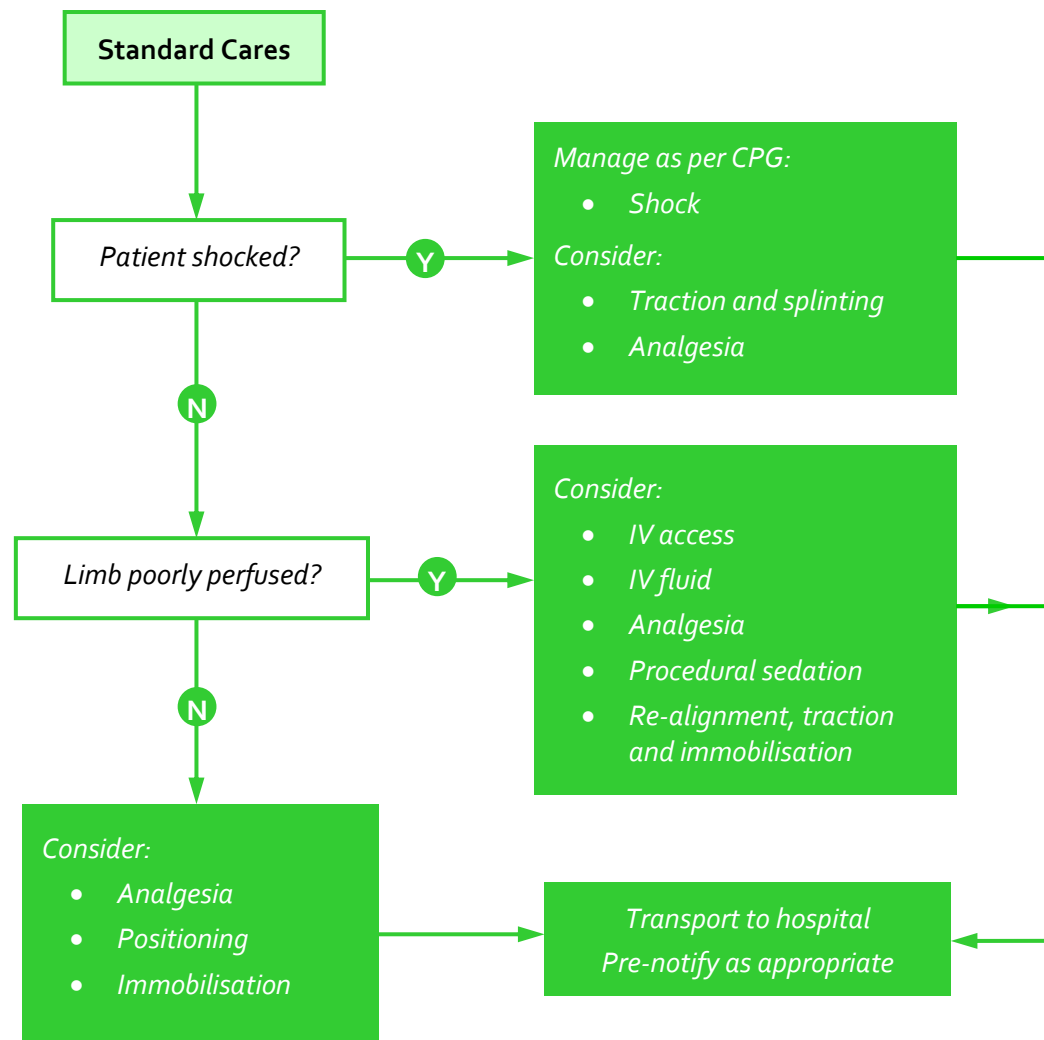 Standard Cares
Patient shocked?
Y
Manage as per CPG:
• Shock
Consider:
• Traction and splinting
• Analgesia
N
Limb poorly perfused?
Y
Consider:
• IV access
• IV fluid
• Analgesia
• Procedural sedation
• Re-alignment, traction
and immobilisation
N
Consider:
• Analgesia
• Positioning
• Immobilisation
Transport to hospital
Pre-notify as appropriate